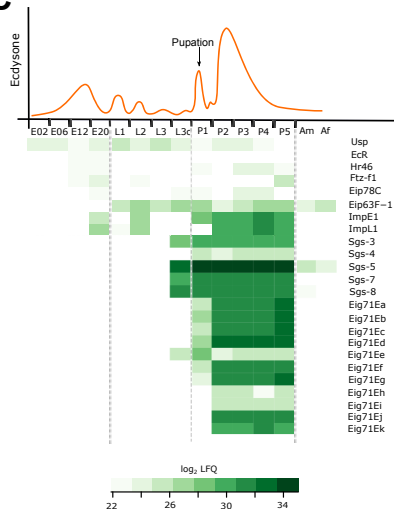 Ecdysone
Pupation
E02 E06 E12 E20 L1 L2 L3 L3c P1 P2 P3 P4 P5 Am Af
Usp
EcR
Hr46
Ftz-f1
Eip78C
Eip63F−1
ImpE1
ImpL1
Sgs-3
Sgs-4
Sgs-5
Sgs-7
Sgs-8
Eig71Ea
Eig71Eb
Eig71Ec
Eig71Ed
Eig71Ee
Eig71Ef
Eig71Eg
Eig71Eh
Eig71Ei
Eig71Ej
Eig71Ek
log₂ LFQ
22 26 30 34